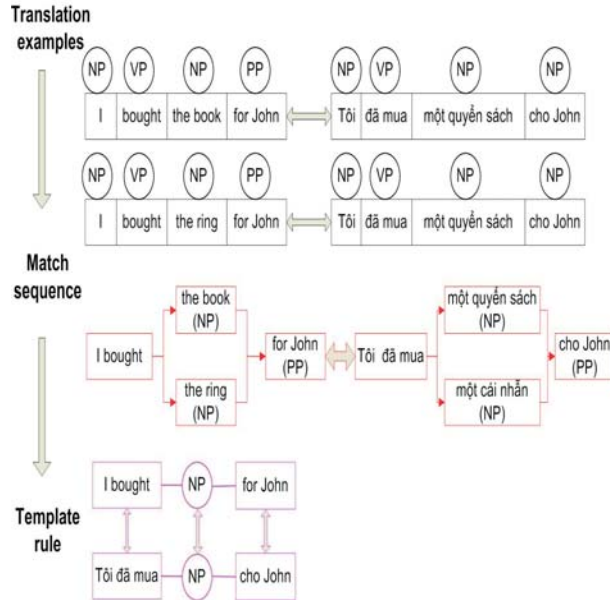 Translation
examples
NP VP NP PP NP VP NP NP
I bought the book for John Tôi đã mua một quyển sách cho John
NP VP NP PP NP VP NP NP
I bought the ring for John Tôi đã mua một quyển sách cho John
Match
sequence
the book
(NP)
một quyển sách
(NP)
I bought
for John
(PP)
Tôi đã mua
cho John
(PP)
the ring
(NP)
một cái nhẫn
(NP)
Template
rule
I bought NP for John
Tôi đã mua NP cho John